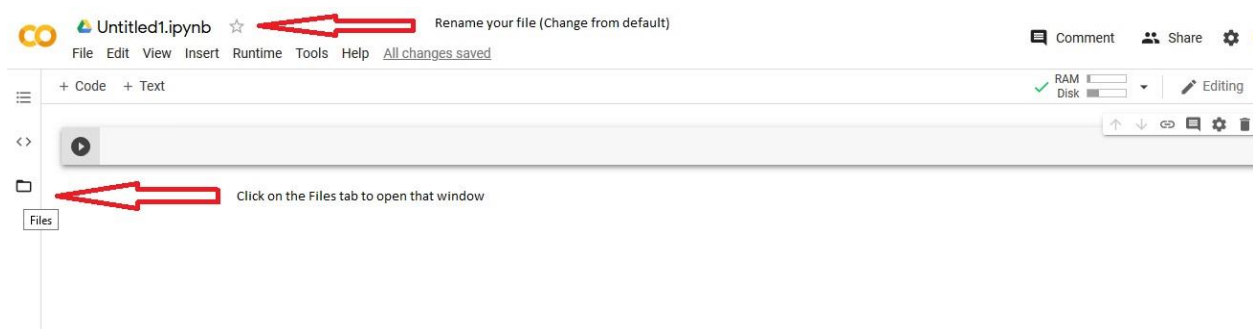 Untitled1.ipynb
Rename your file (Change from default)
File Edit View Insert Runtime Tools Help All changes saved
Comment Share
+ Code + Text
RAM
Disk
Editing
Click on the Files tab to open that window
Files